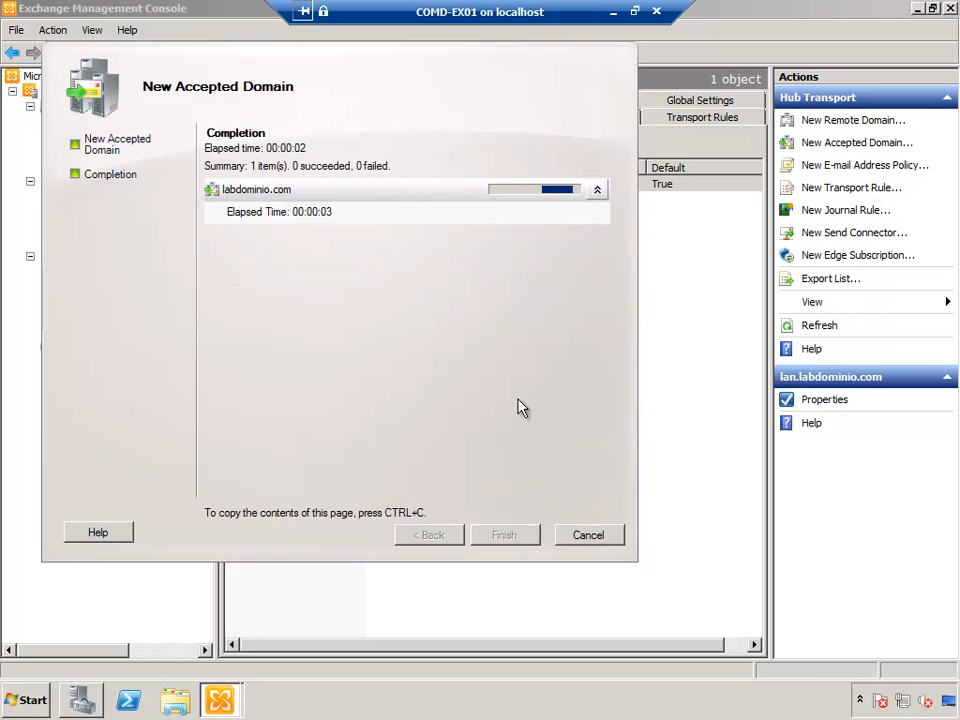 Exchange Management Console
COMD-EX01 on localhost
File Action View Help
New Accepted Domain
New Accepted
Domain
Completion
Completion
Elapsed time: 00:00:02
Summary: 1 item(s). 0 succeeded, 0 failed.
labdominio.com
Elapsed Time: 00:00:03
To copy the contents of this page, press CTRL+C.
Help
< Back
Finish
Cancel
1 object
Global Settings
Transport Rules
Default
True
Actions
Hub Transport
New Remote Domain...
New Accepted Domain...
New E-mail Address Policy...
New Transport Rule...
New Journal Rule...
New Send Connector...
New Edge Subscription...
Export List...
View
Refresh
Help
lan.labdominio.com
Properties
Help
Start